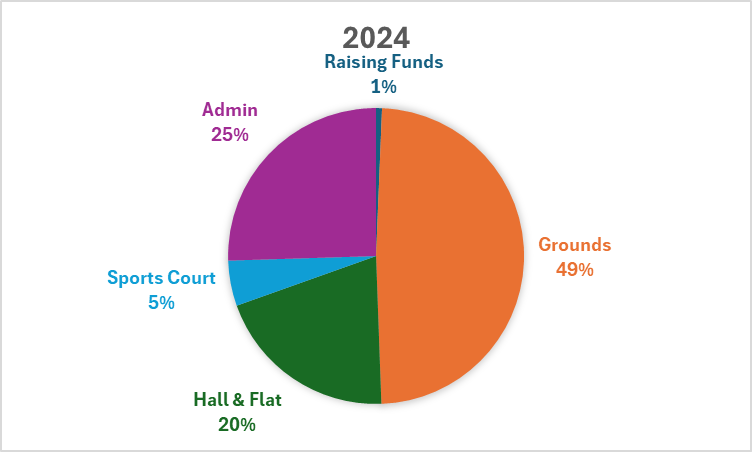 2024
Raising Funds
1%
Admin
25%
Grounds
49%
Sports Court
5%
Hall & Flat
20%